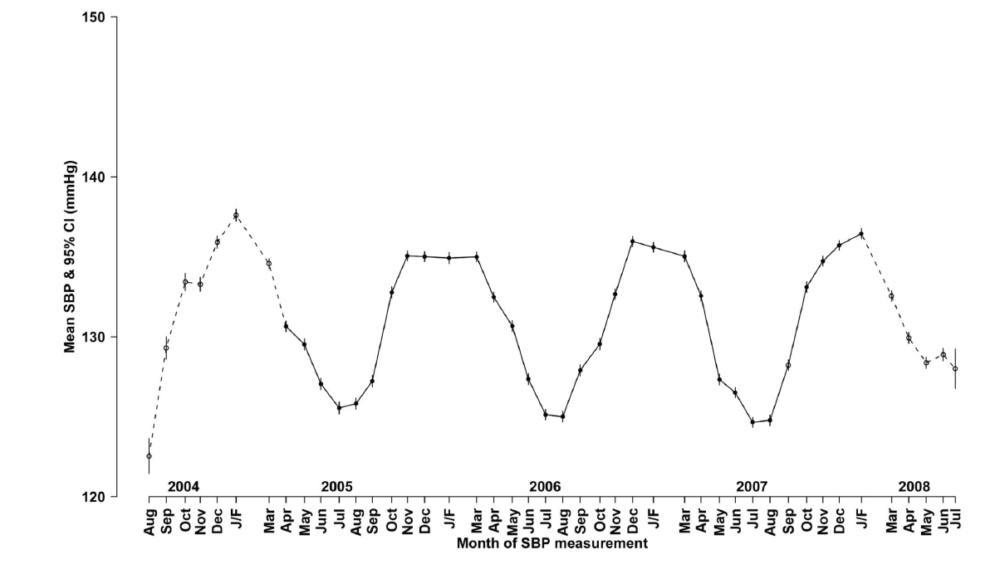 150
140
130
120
Mean SBP & 95% CI (mmHg)
2004 2005 2006 2007 2008
Aug Sep Oct Nov Dec J/F Mar Apr May Jun Jul Aug Sep Oct Nov Dec J/F Mar Apr May Jun Jul Aug Sep Oct Nov Dec J/F Mar Apr May Jun Jul Aug Sep Oct Nov Dec J/F Mar Apr May Jun Jul
Month of SBP measurement